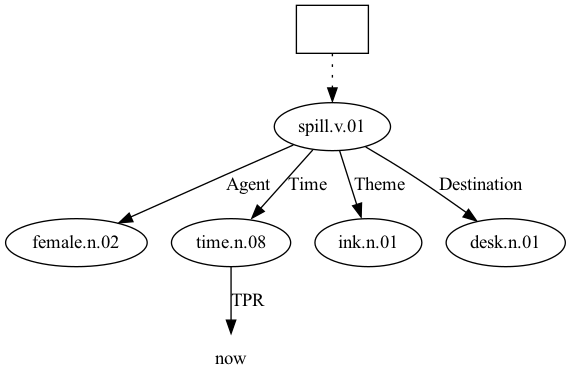 spill.v.01
Agent Time Theme Destination
female.n.02 time.n.08 ink.n.01 desk.n.01
TPR
now